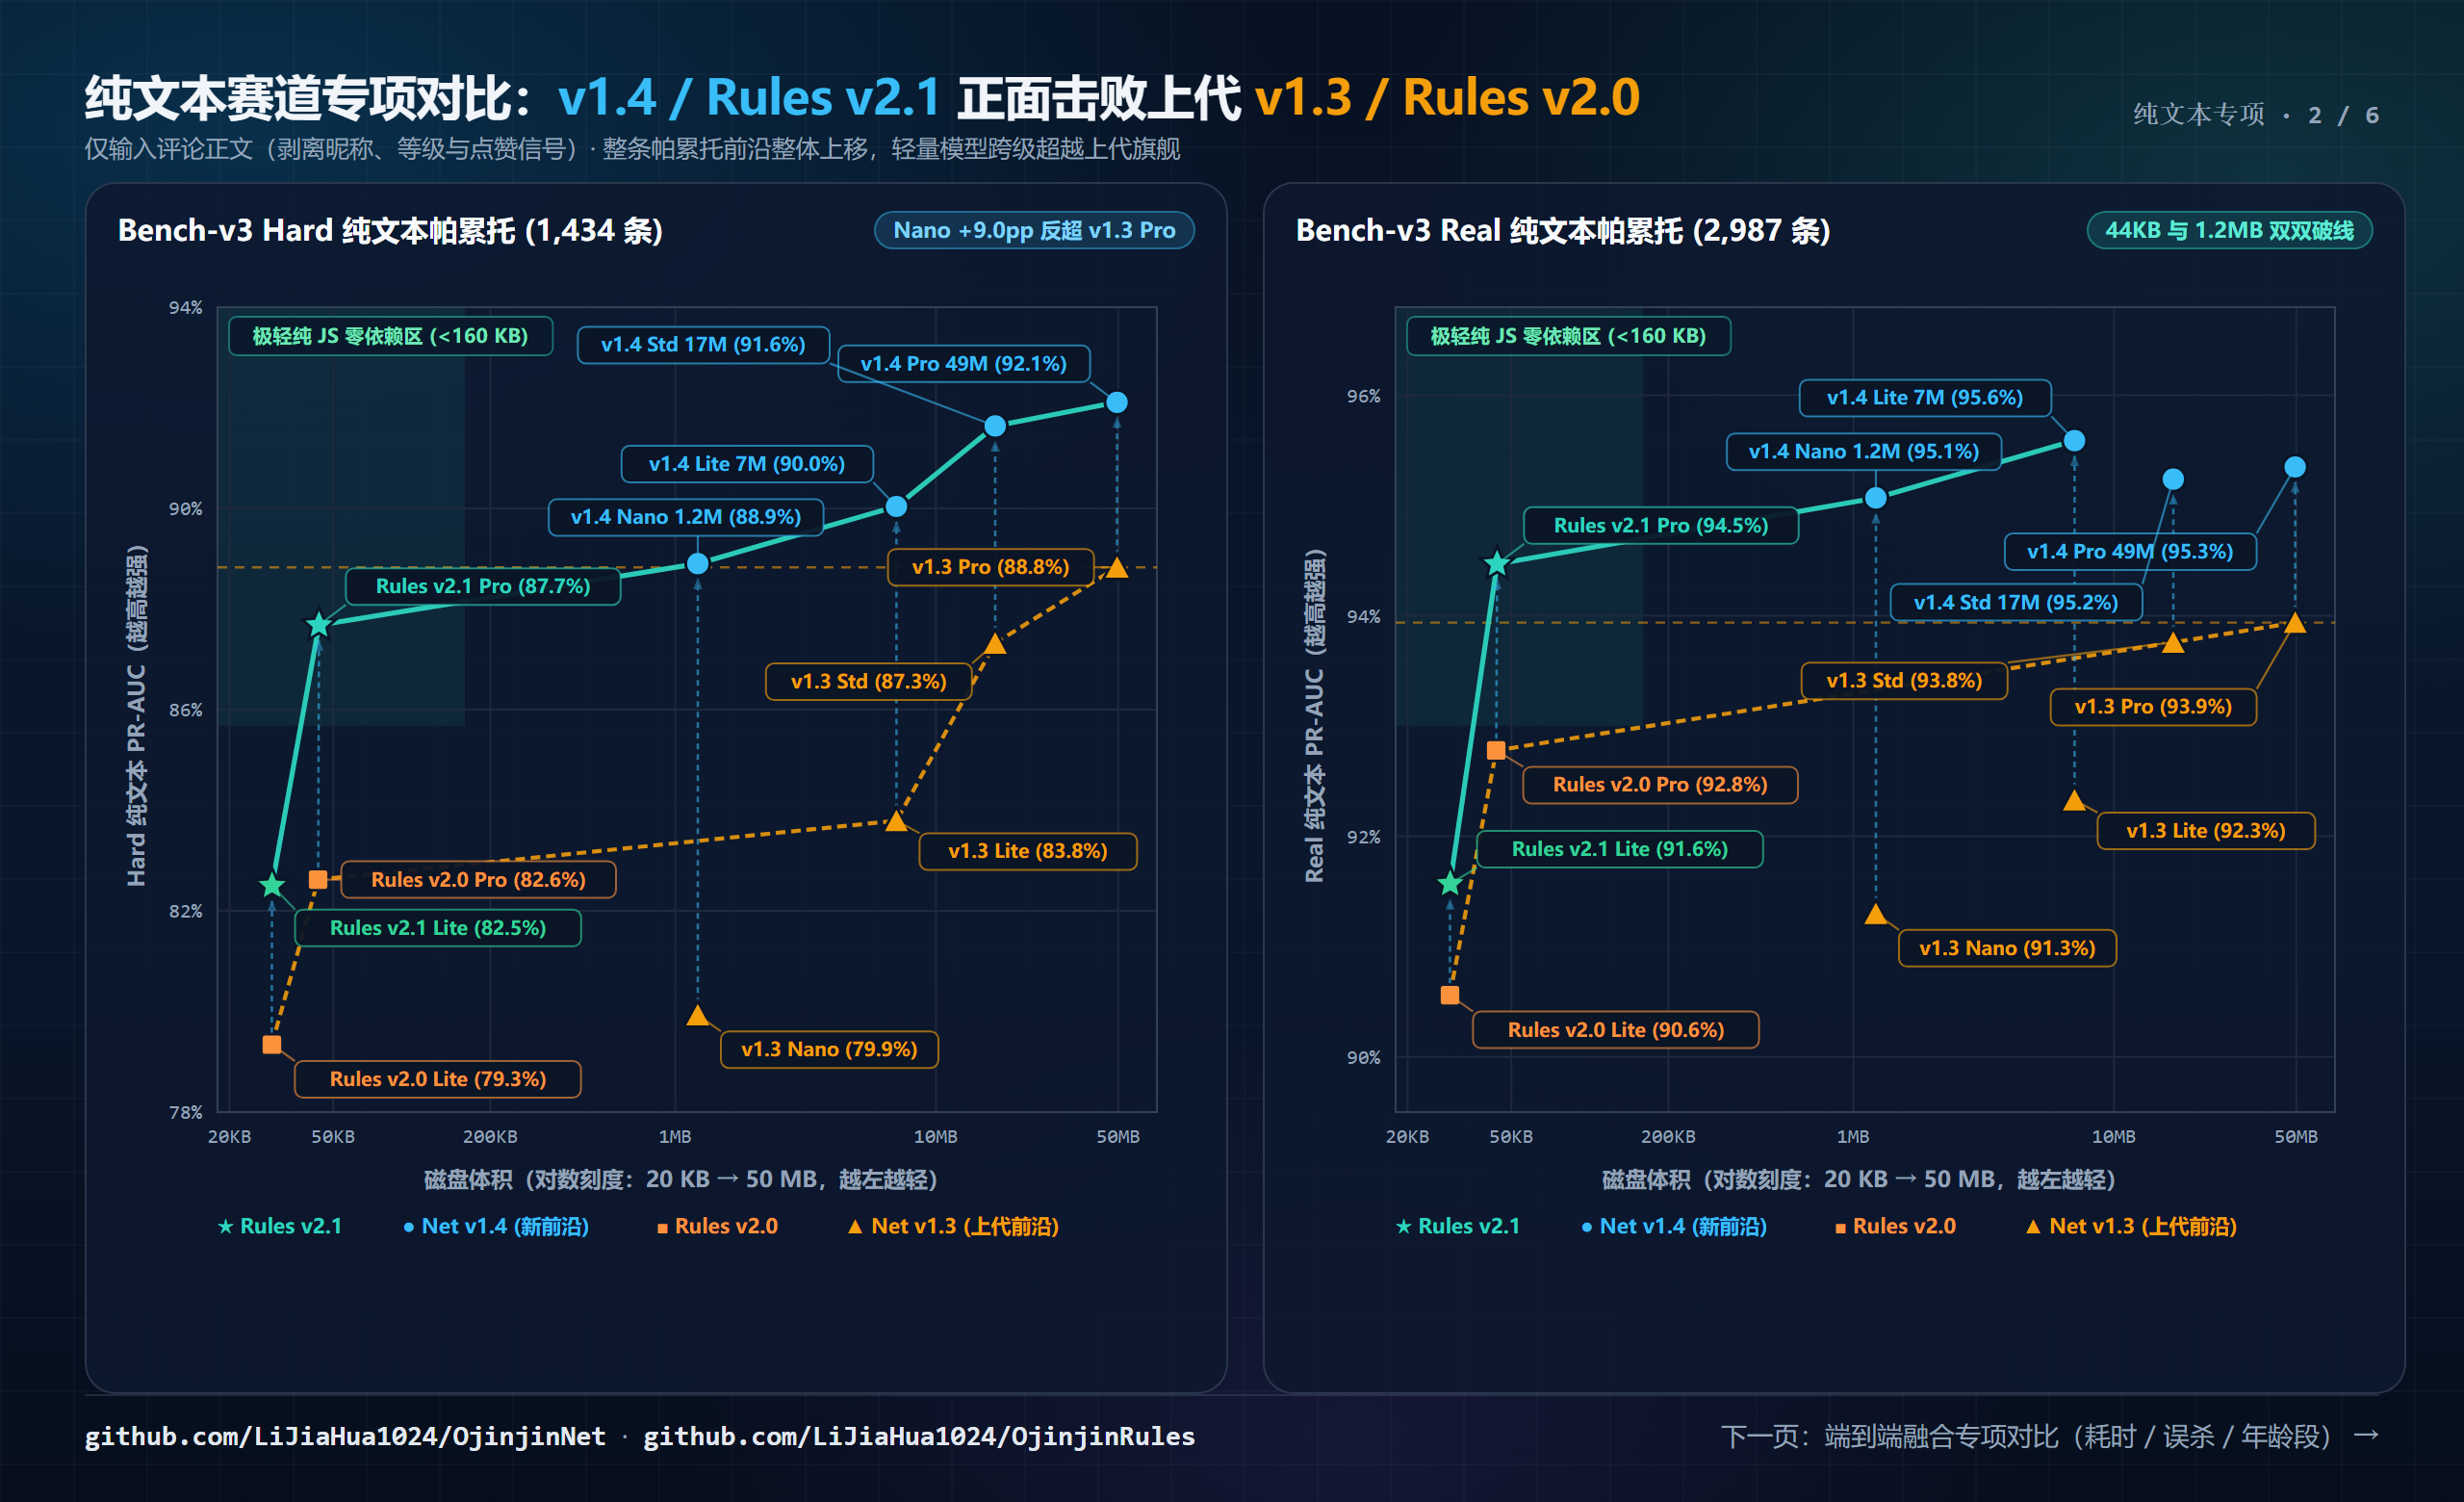 纯文本赛道专项对比：v1.4 / Rules v2.1 正面击败上代 v1.3 / Rules v2.0
仅输入评论正文（剥离昵称、等级与点赞信号）· 整条帕累托前沿整体上移，轻量模型跨级超越上代旗舰
纯文本专项 · 2 / 6
Bench-v3 Hard 纯文本帕累托 (1,434 条)
Nano +9.0pp 反超 v1.3 Pro
94%
90%
86%
82%
78%
Hard 纯文本 PR-AUC（越高越强）
极轻纯 JS 零依赖区 (<160 KB)
v1.4 Std 17M (91.6%)
v1.4 Pro 49M (92.1%)
v1.4 Lite 7M (90.0%)
v1.4 Nano 1.2M (88.9%)
v1.3 Pro (88.8%)
Rules v2.1 Pro (87.7%)
v1.3 Std (87.3%)
v1.3 Lite (83.8%)
Rules v2.0 Pro (82.6%)
Rules v2.1 Lite (82.5%)
v1.3 Nano (79.9%)
Rules v2.0 Lite (79.3%)
20KB
50KB
200KB
1MB
10MB
50MB
磁盘体积（对数刻度：20 KB → 50 MB，越左越轻）
★ Rules v2.1
● Net v1.4 (新前沿)
■ Rules v2.0
▲ Net v1.3 (上代前沿)
Bench-v3 Real 纯文本帕累托 (2,987 条)
44KB 与 1.2MB 双双破线
96%
94%
92%
90%
Real 纯文本 PR-AUC（越高越强）
极轻纯 JS 零依赖区 (<160 KB)
v1.4 Lite 7M (95.6%)
v1.4 Nano 1.2M (95.1%)
Rules v2.1 Pro (94.5%)
v1.4 Pro 49M (95.3%)
v1.4 Std 17M (95.2%)
v1.3 Std (93.8%)
v1.3 Pro (93.9%)
Rules v2.0 Pro (92.8%)
v1.3 Lite (92.3%)
Rules v2.1 Lite (91.6%)
v1.3 Nano (91.3%)
Rules v2.0 Lite (90.6%)
20KB
50KB
200KB
1MB
10MB
50MB
磁盘体积（对数刻度：20 KB → 50 MB，越左越轻）
★ Rules v2.1
● Net v1.4 (新前沿)
■ Rules v2.0
▲ Net v1.3 (上代前沿)
github.com/LiJiaHua1024/OjinjinNet · github.com/LiJiaHua1024/OjinjinRules
下一页：端到端融合专项对比（耗时 / 误杀 / 年龄段） →